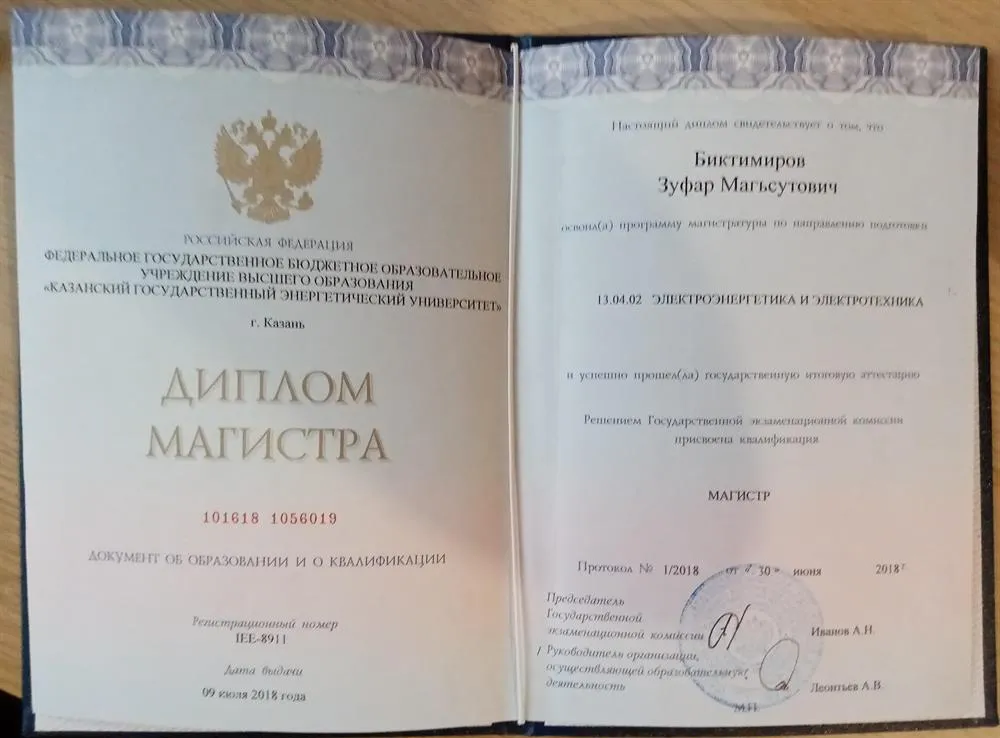 РОССИЙСКАЯ ФЕДЕРАЦИЯ
ФЕДЕРАЛЬНОЕ ГОСУДАРСТВЕННОЕ БЮДЖЕТНОЕ ОБРАЗОВАТЕЛЬНОЕ
УЧРЕЖДЕНИЕ ВЫСШЕГО ОБРАЗОВАНИЯ
«КАЗАНСКИЙ ГОСУДАРСТВЕННЫЙ ЭНЕРГЕТИЧЕСКИЙ УНИВЕРСИТЕТ»
г. Казань
ДИПЛОМ
МАГИСТРА
101618 1056019
ДОКУМЕНТ ОБ ОБРАЗОВАНИИ И О КВАЛИФИКАЦИИ
Регистрационный номер
IEE-8911
Дата выдачи
09 июля 2018 года
Настоящий диплом свидетельствует о том, что
Биктимиров
Зуфар Магъсутович
освоил(а) программу магистратуры по направлению подготовки
13.04.02 ЭЛЕКТРОЭНЕРГЕТИКА И ЭЛЕКТРОТЕХНИКА
и успешно прошел(ла) государственную итоговую аттестацию
Решением Государственной экзаменационной комиссии
присвоена квалификация
МАГИСТР
Протокол № 1/2018 от « 30 » июня 2018 г
Председатель
Государственной
экзаменационной комиссии Иванов А.Н.
/ Руководитель организации,
осуществляющей образовательную
деятельность Леонтьев А.В.
М.П.